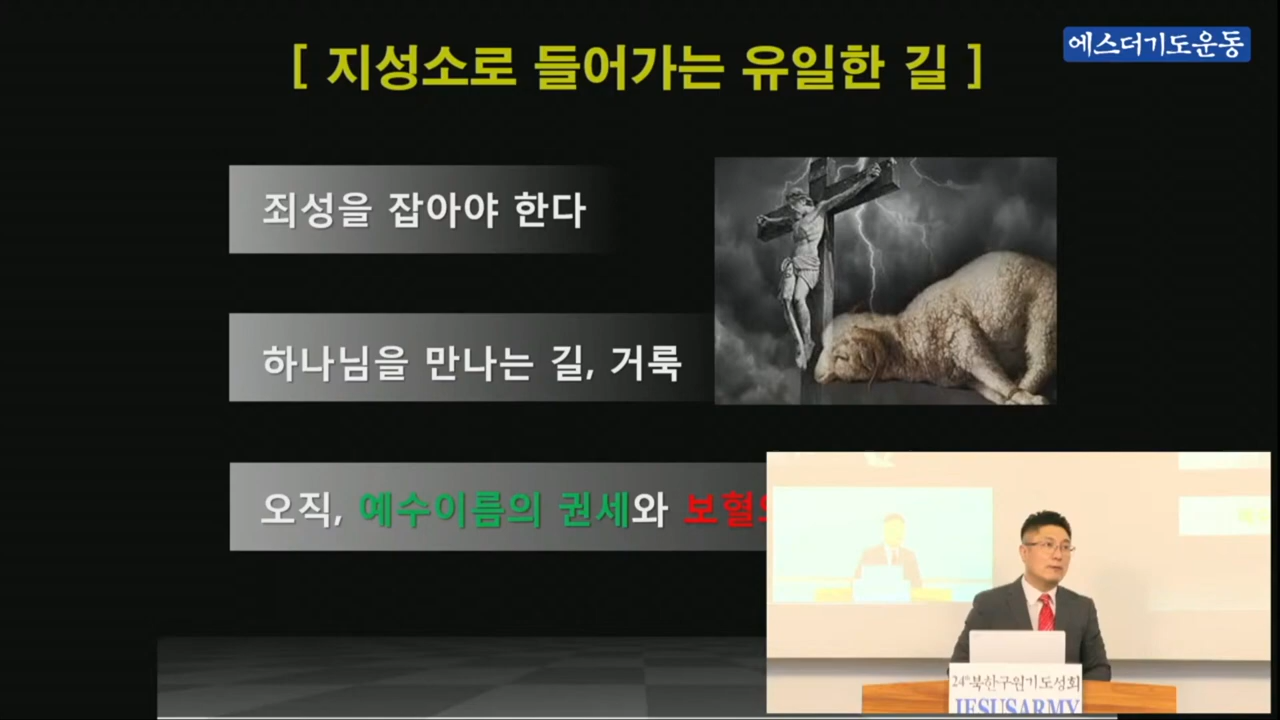 [ 지성소로 들어가는 유일한 길 ]
에스더기도운동
죄성을 잡아야 한다
하나님을 만나는 길, 거룩
오직, 예수이름의 권세와 보혈
24th 북한구원기도성회
JESUSARMY